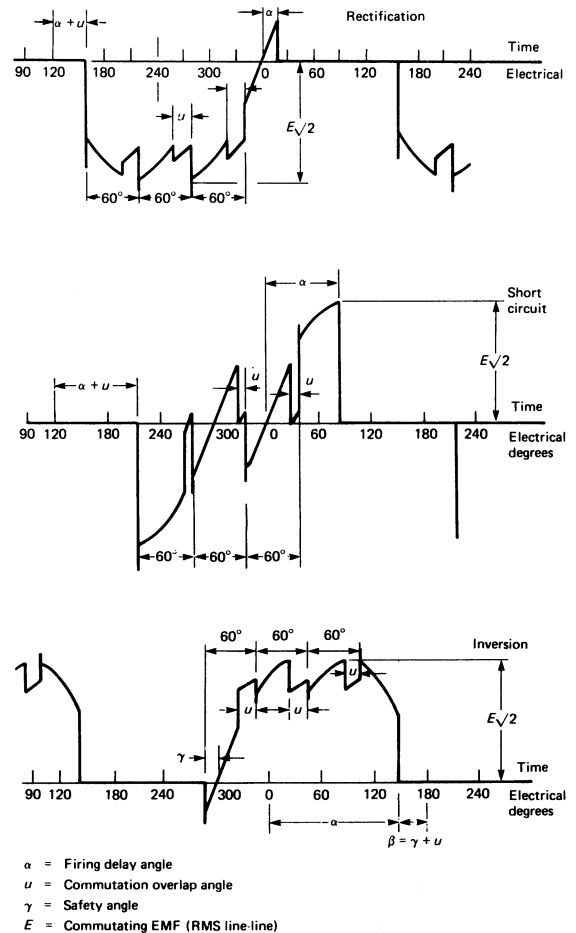 Rectification
α + u
α
Time
90 120 180 240 300 0 60 120 180 240 Electrical
u
E√2
60° 60° 60°
α
Short
circuit
u
u
E√2
α + u
Time
90 120 180 240 300 0 60 120 180 240 Electrical
degrees
60° 60° 60°
60° 60° 60°
Inversion
u
u u
E√2
γ
Time
90 120 180 240 300 0 60 120 180 240 Electrical
degrees
α
β = γ + u
α = Firing delay angle
u = Commutation overlap angle
γ = Safety angle
E = Commutating EMF (RMS line-line)